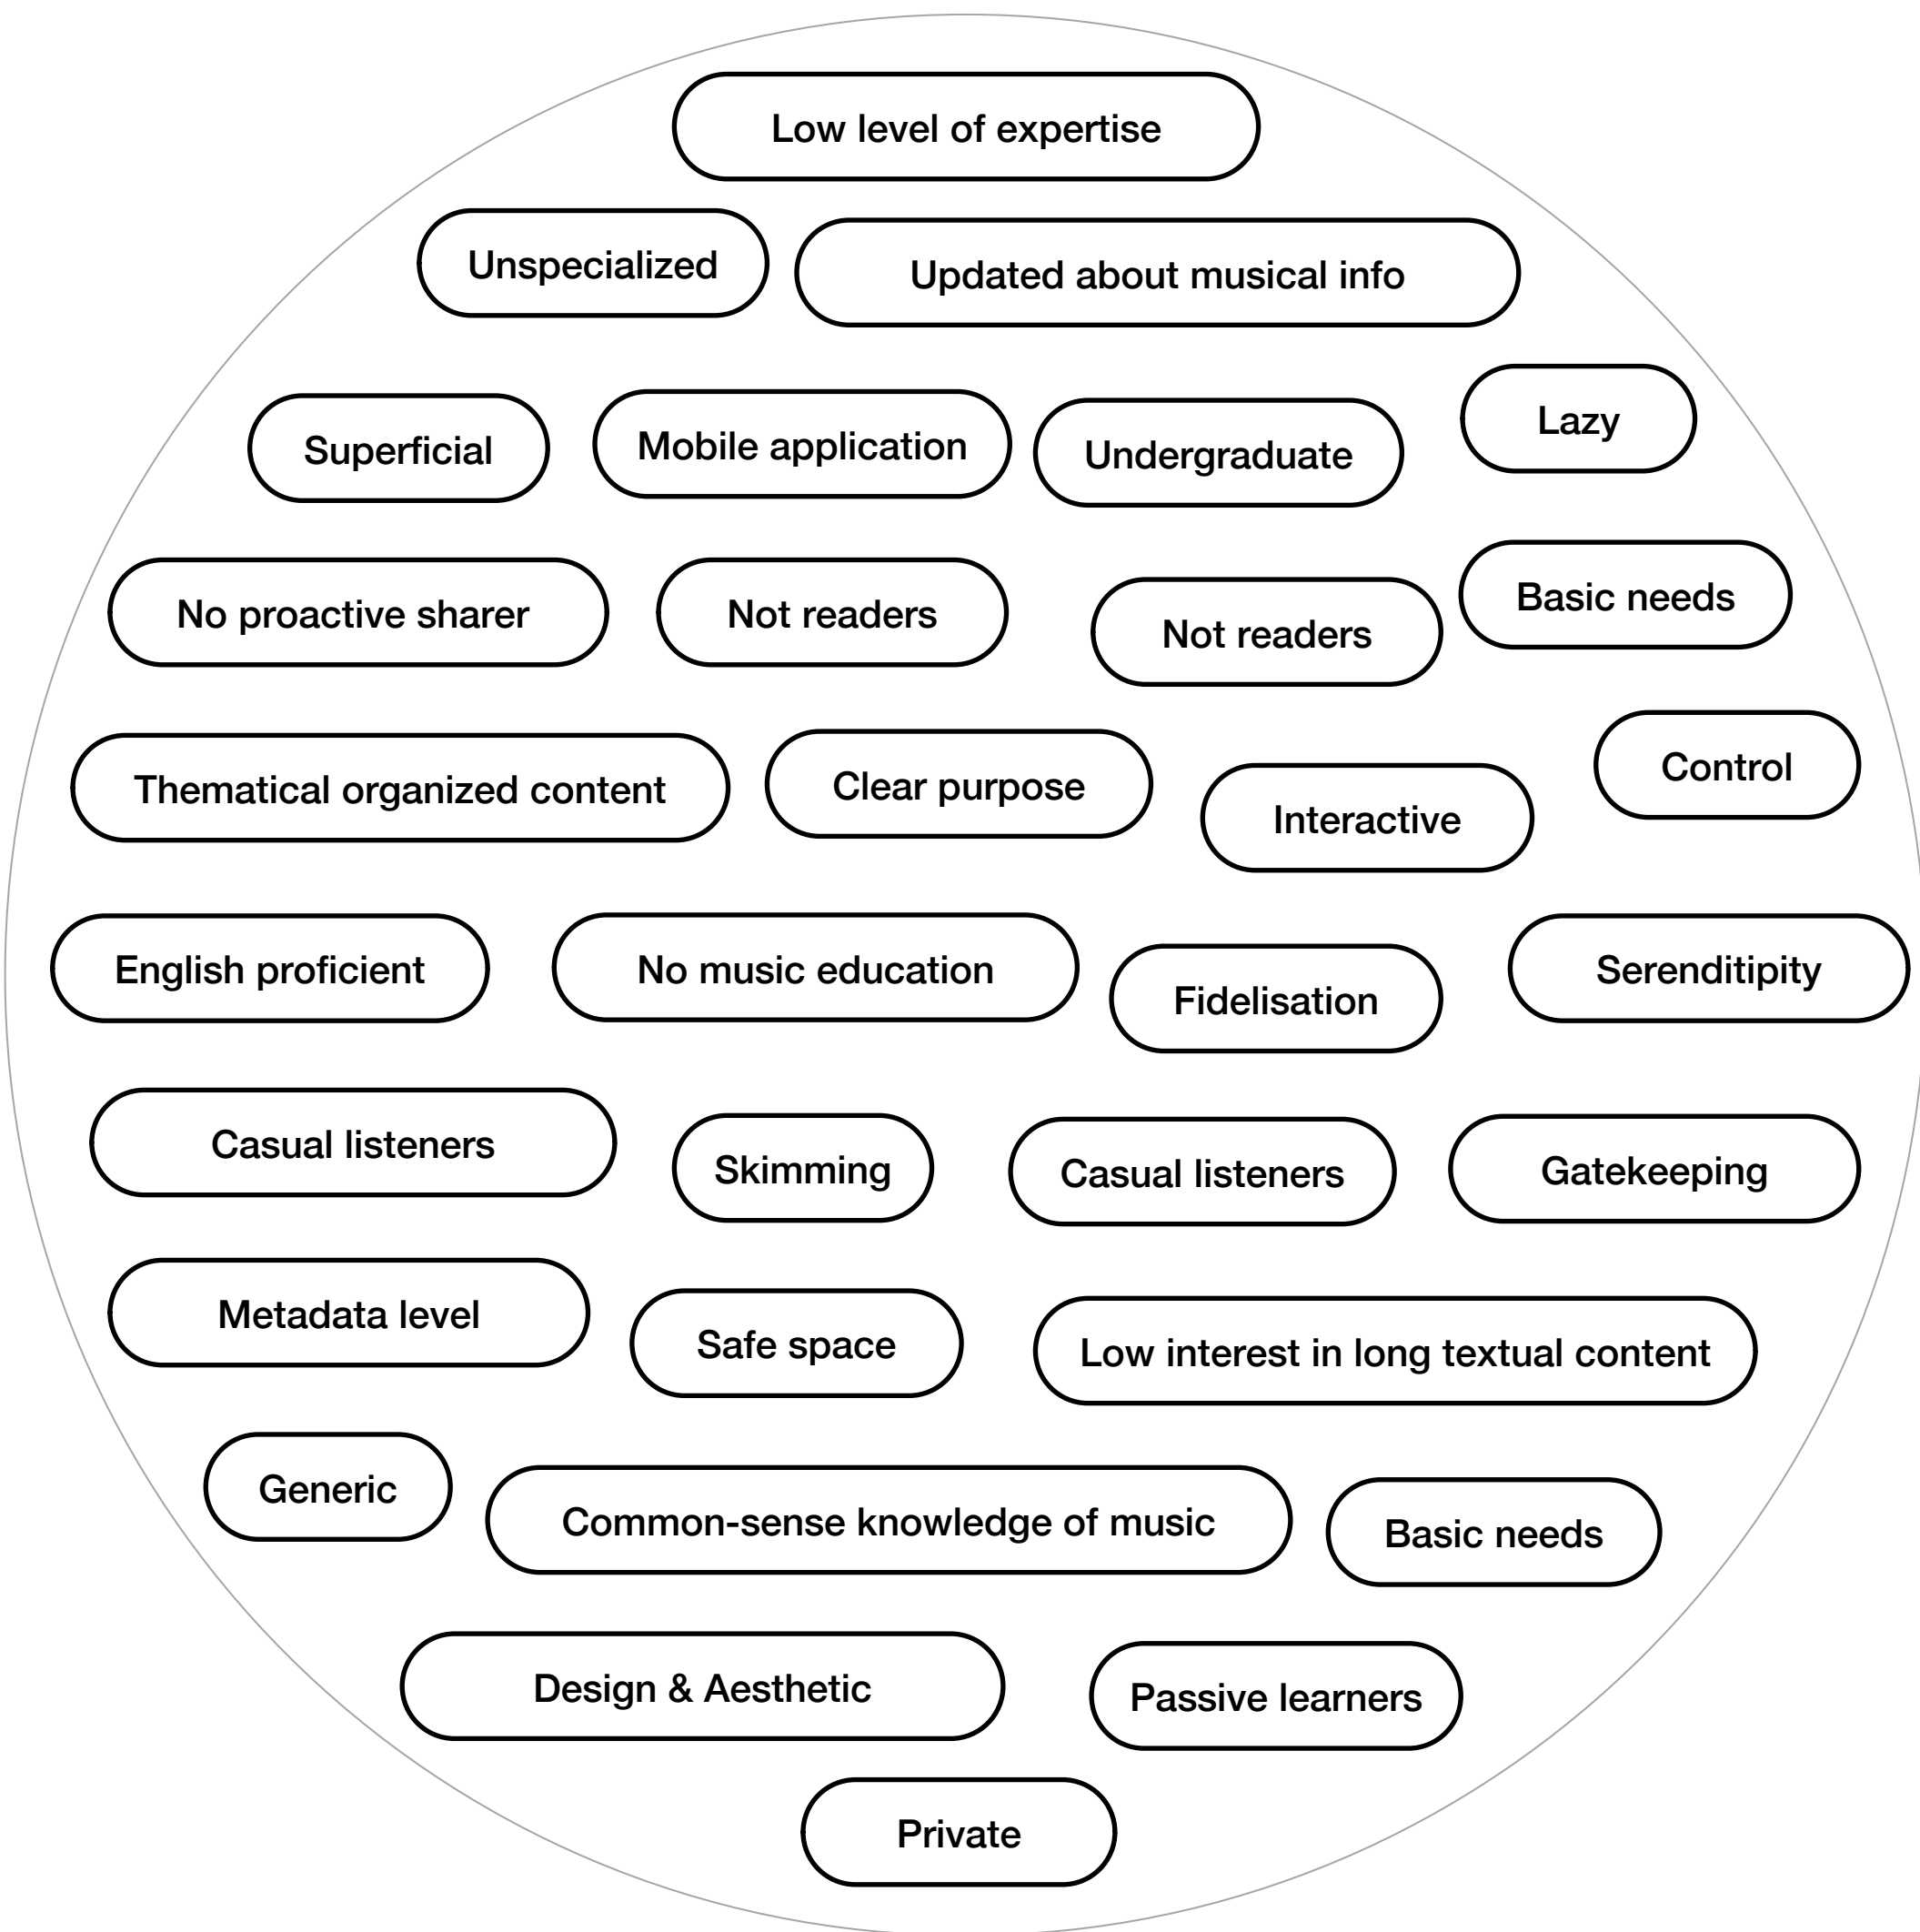 Low level of expertise
Unspecialized
Updated about musical info
Lazy
Superficial
Mobile application
Undergraduate
No proactive sharer
Not readers
Not readers
Basic needs
Thematical organized content
Clear purpose
Interactive
Control
English proficient
No music education
Fidelisation
Serenditipity
Casual listeners
Skimming
Casual listeners
Gatekeeping
Metadata level
Safe space
Low interest in long textual content
Generic
Common-sense knowledge of music
Basic needs
Design & Aesthetic
Passive learners
Private